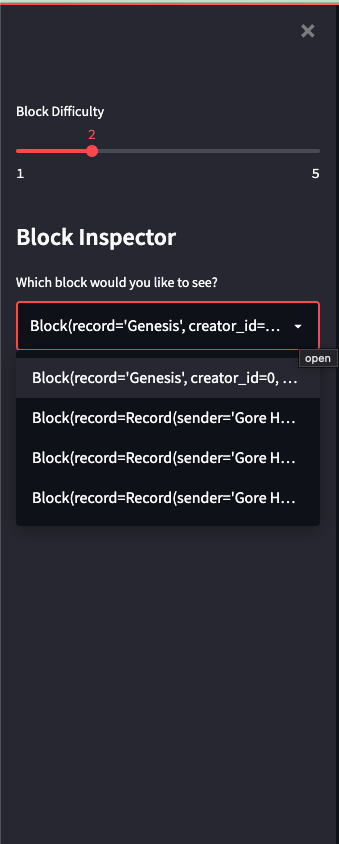 Block Difficulty
2
1 5
Block Inspector
Which block would you like to see?
Block(record='Genesis', creator_id=...
open
Block(record='Genesis', creator_id=0, ...
Block(record=Record(sender='Gore H...
Block(record=Record(sender='Gore H...
Block(record=Record(sender='Gore H...